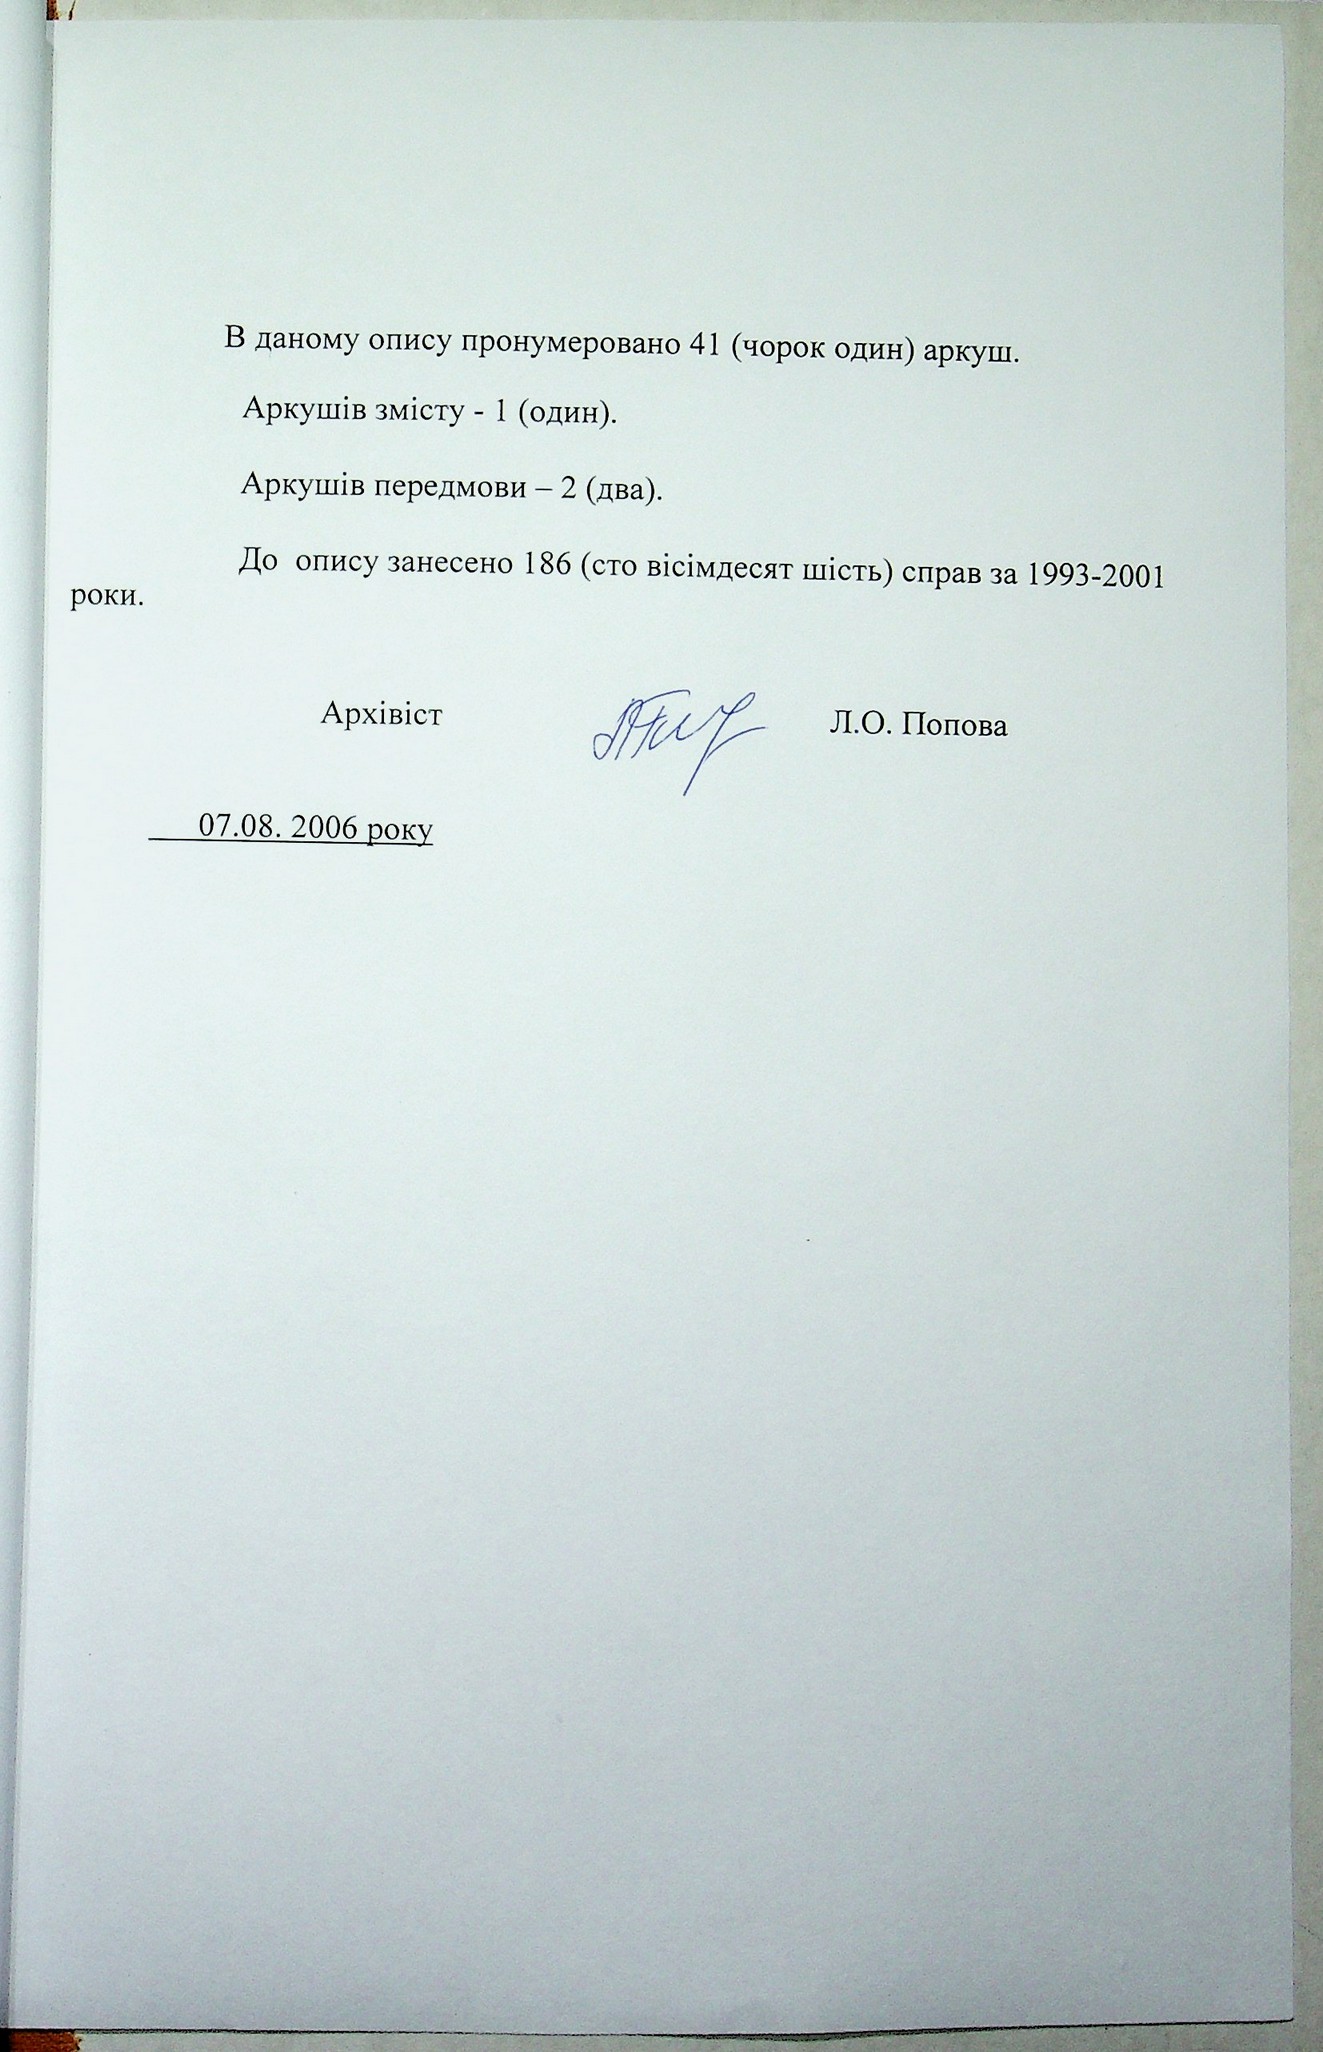 В даному опису пронумеровано 41 (чорок один) аркуш.
Аркушів змісту - 1 (один).
Аркушів передмови – 2 (два).
До опису занесено 186 (сто вісімдесят шість) справ за 1993-2001
роки.
Архівіст Л.О. Попова
07.08. 2006 року